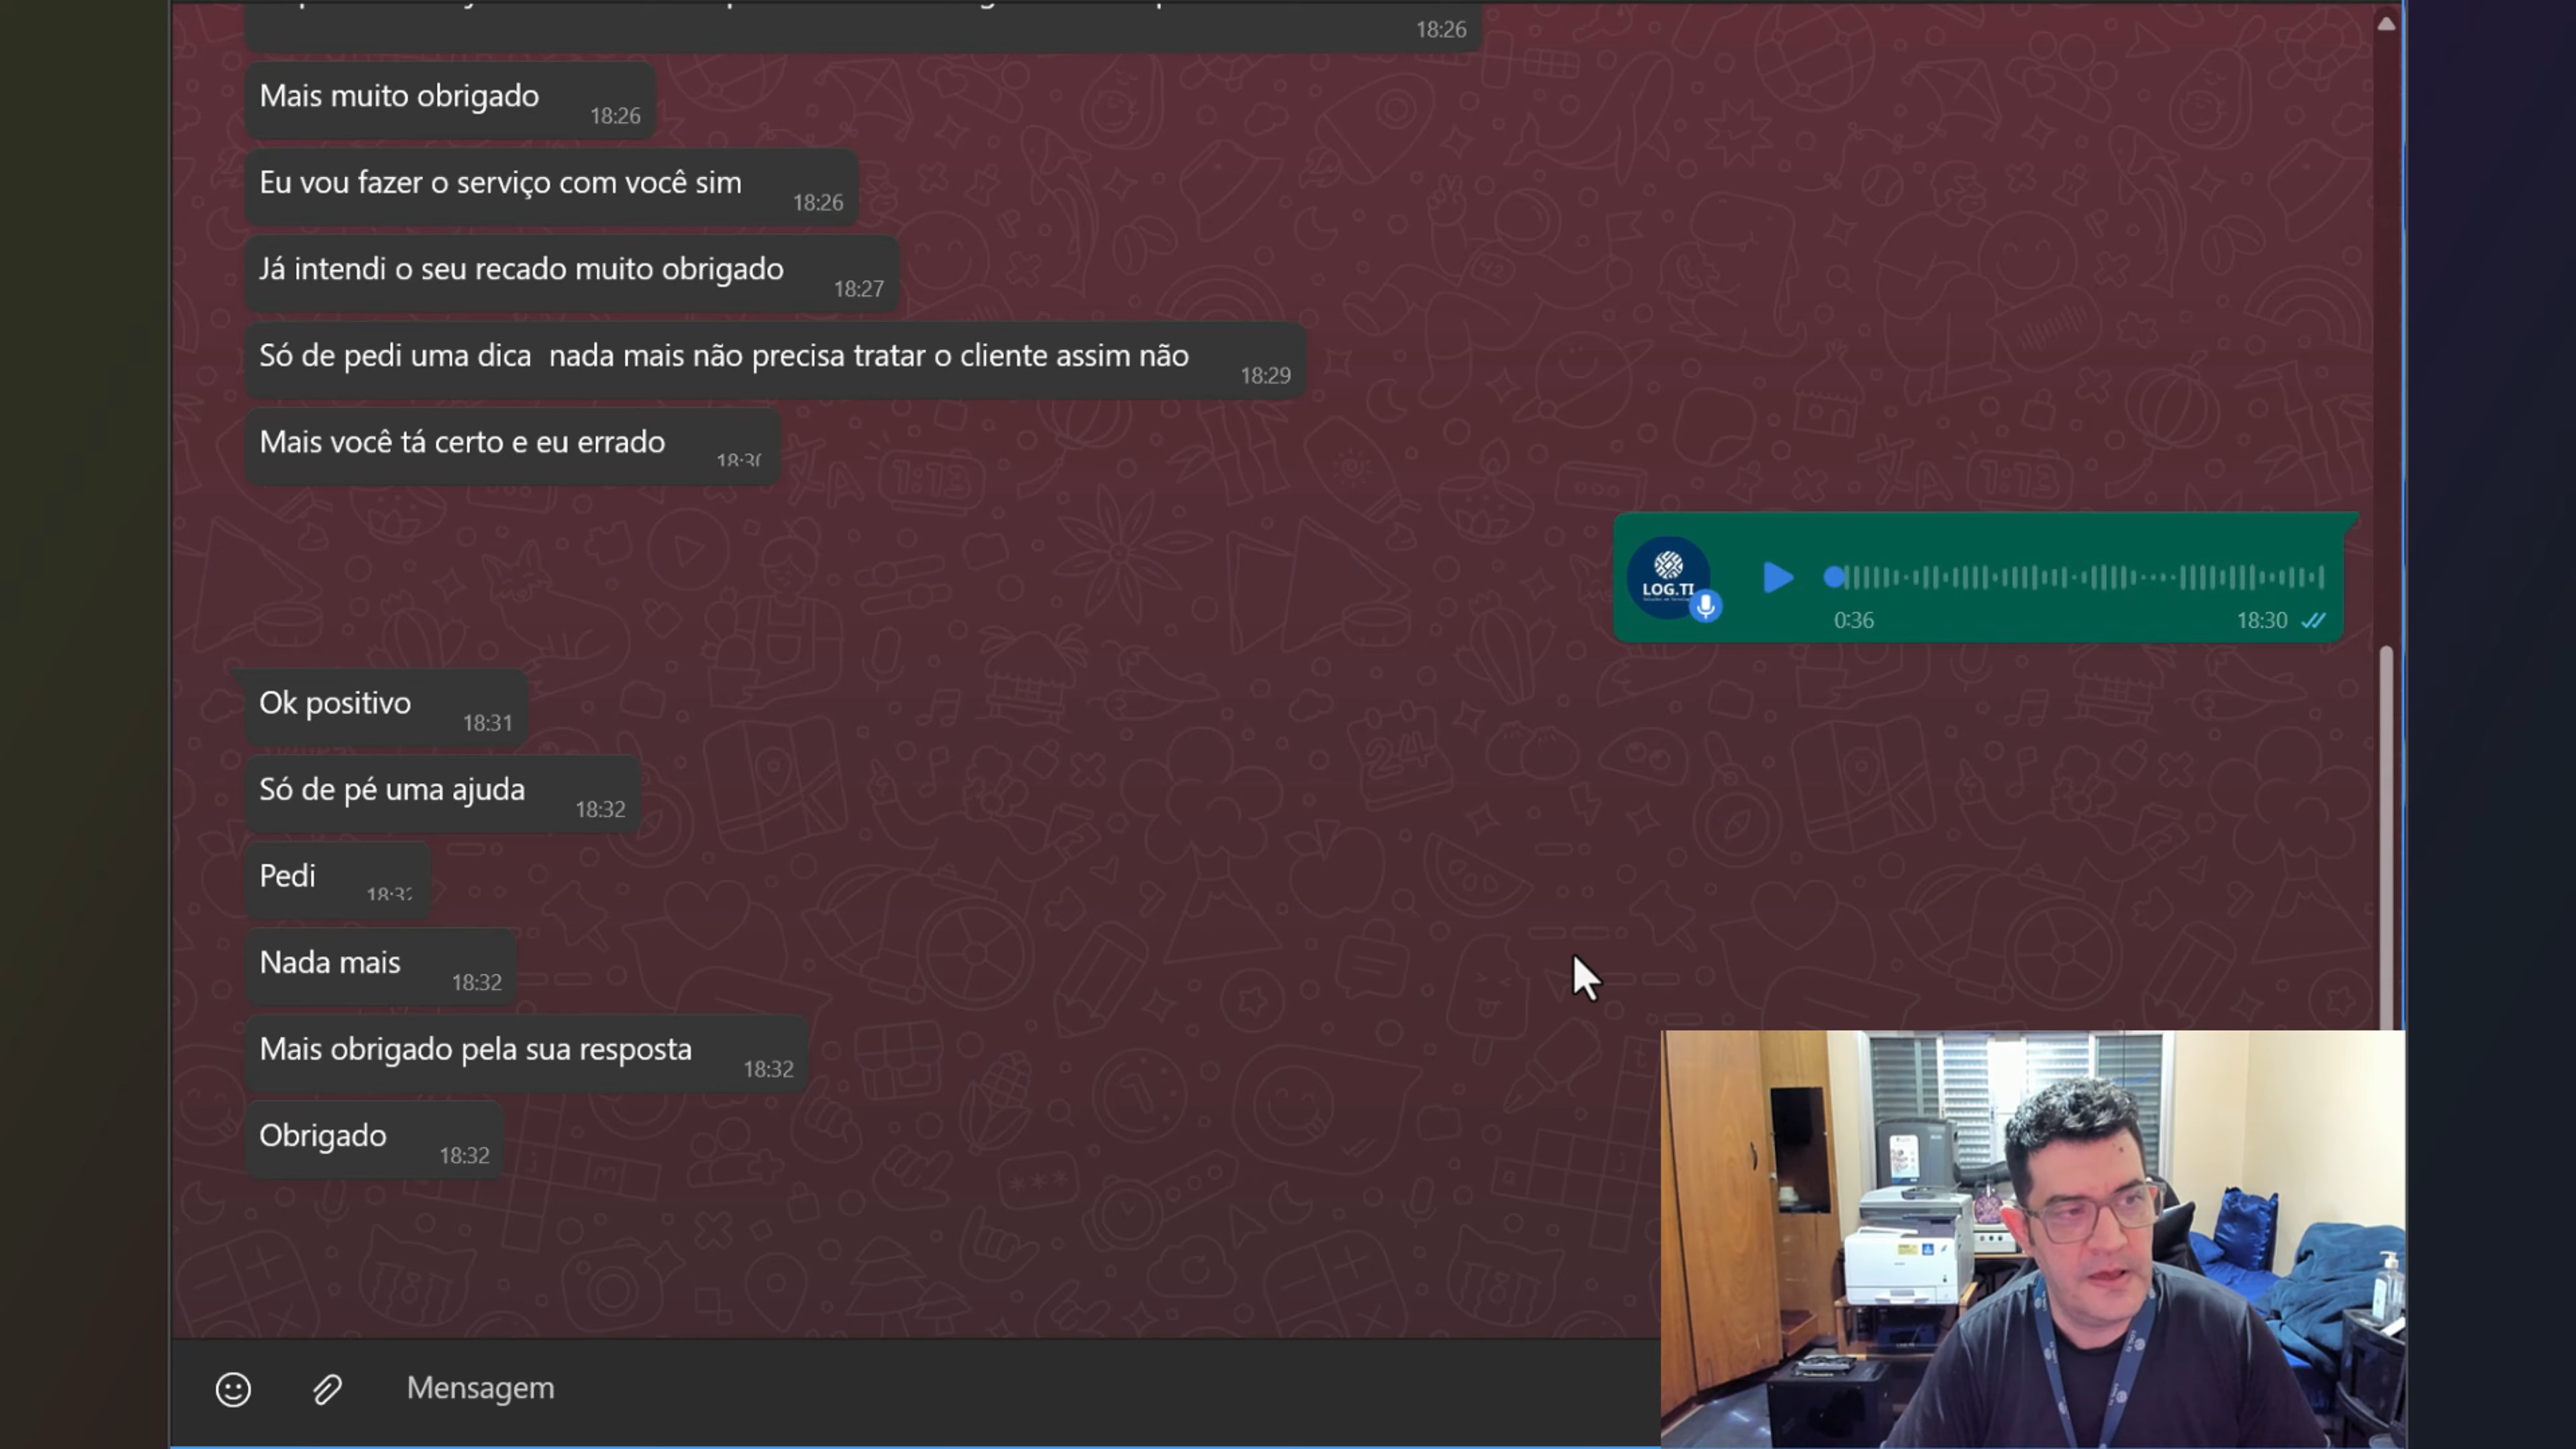 18:26
Mais muito obrigado
18:26
Eu vou fazer o serviço com você sim
18:26
Já intendi o seu recado muito obrigado
18:27
Só de pedi uma dica  nada mais não precisa tratar o cliente assim não
18:29
Mais você tá certo e eu errado
LOG.TI
0:36
18:30
Ok positivo
18:31
Só de pé uma ajuda
18:32
Pedi
Nada mais
18:32
Mais obrigado pela sua resposta
18:32
Obrigado
18:32
Mensagem